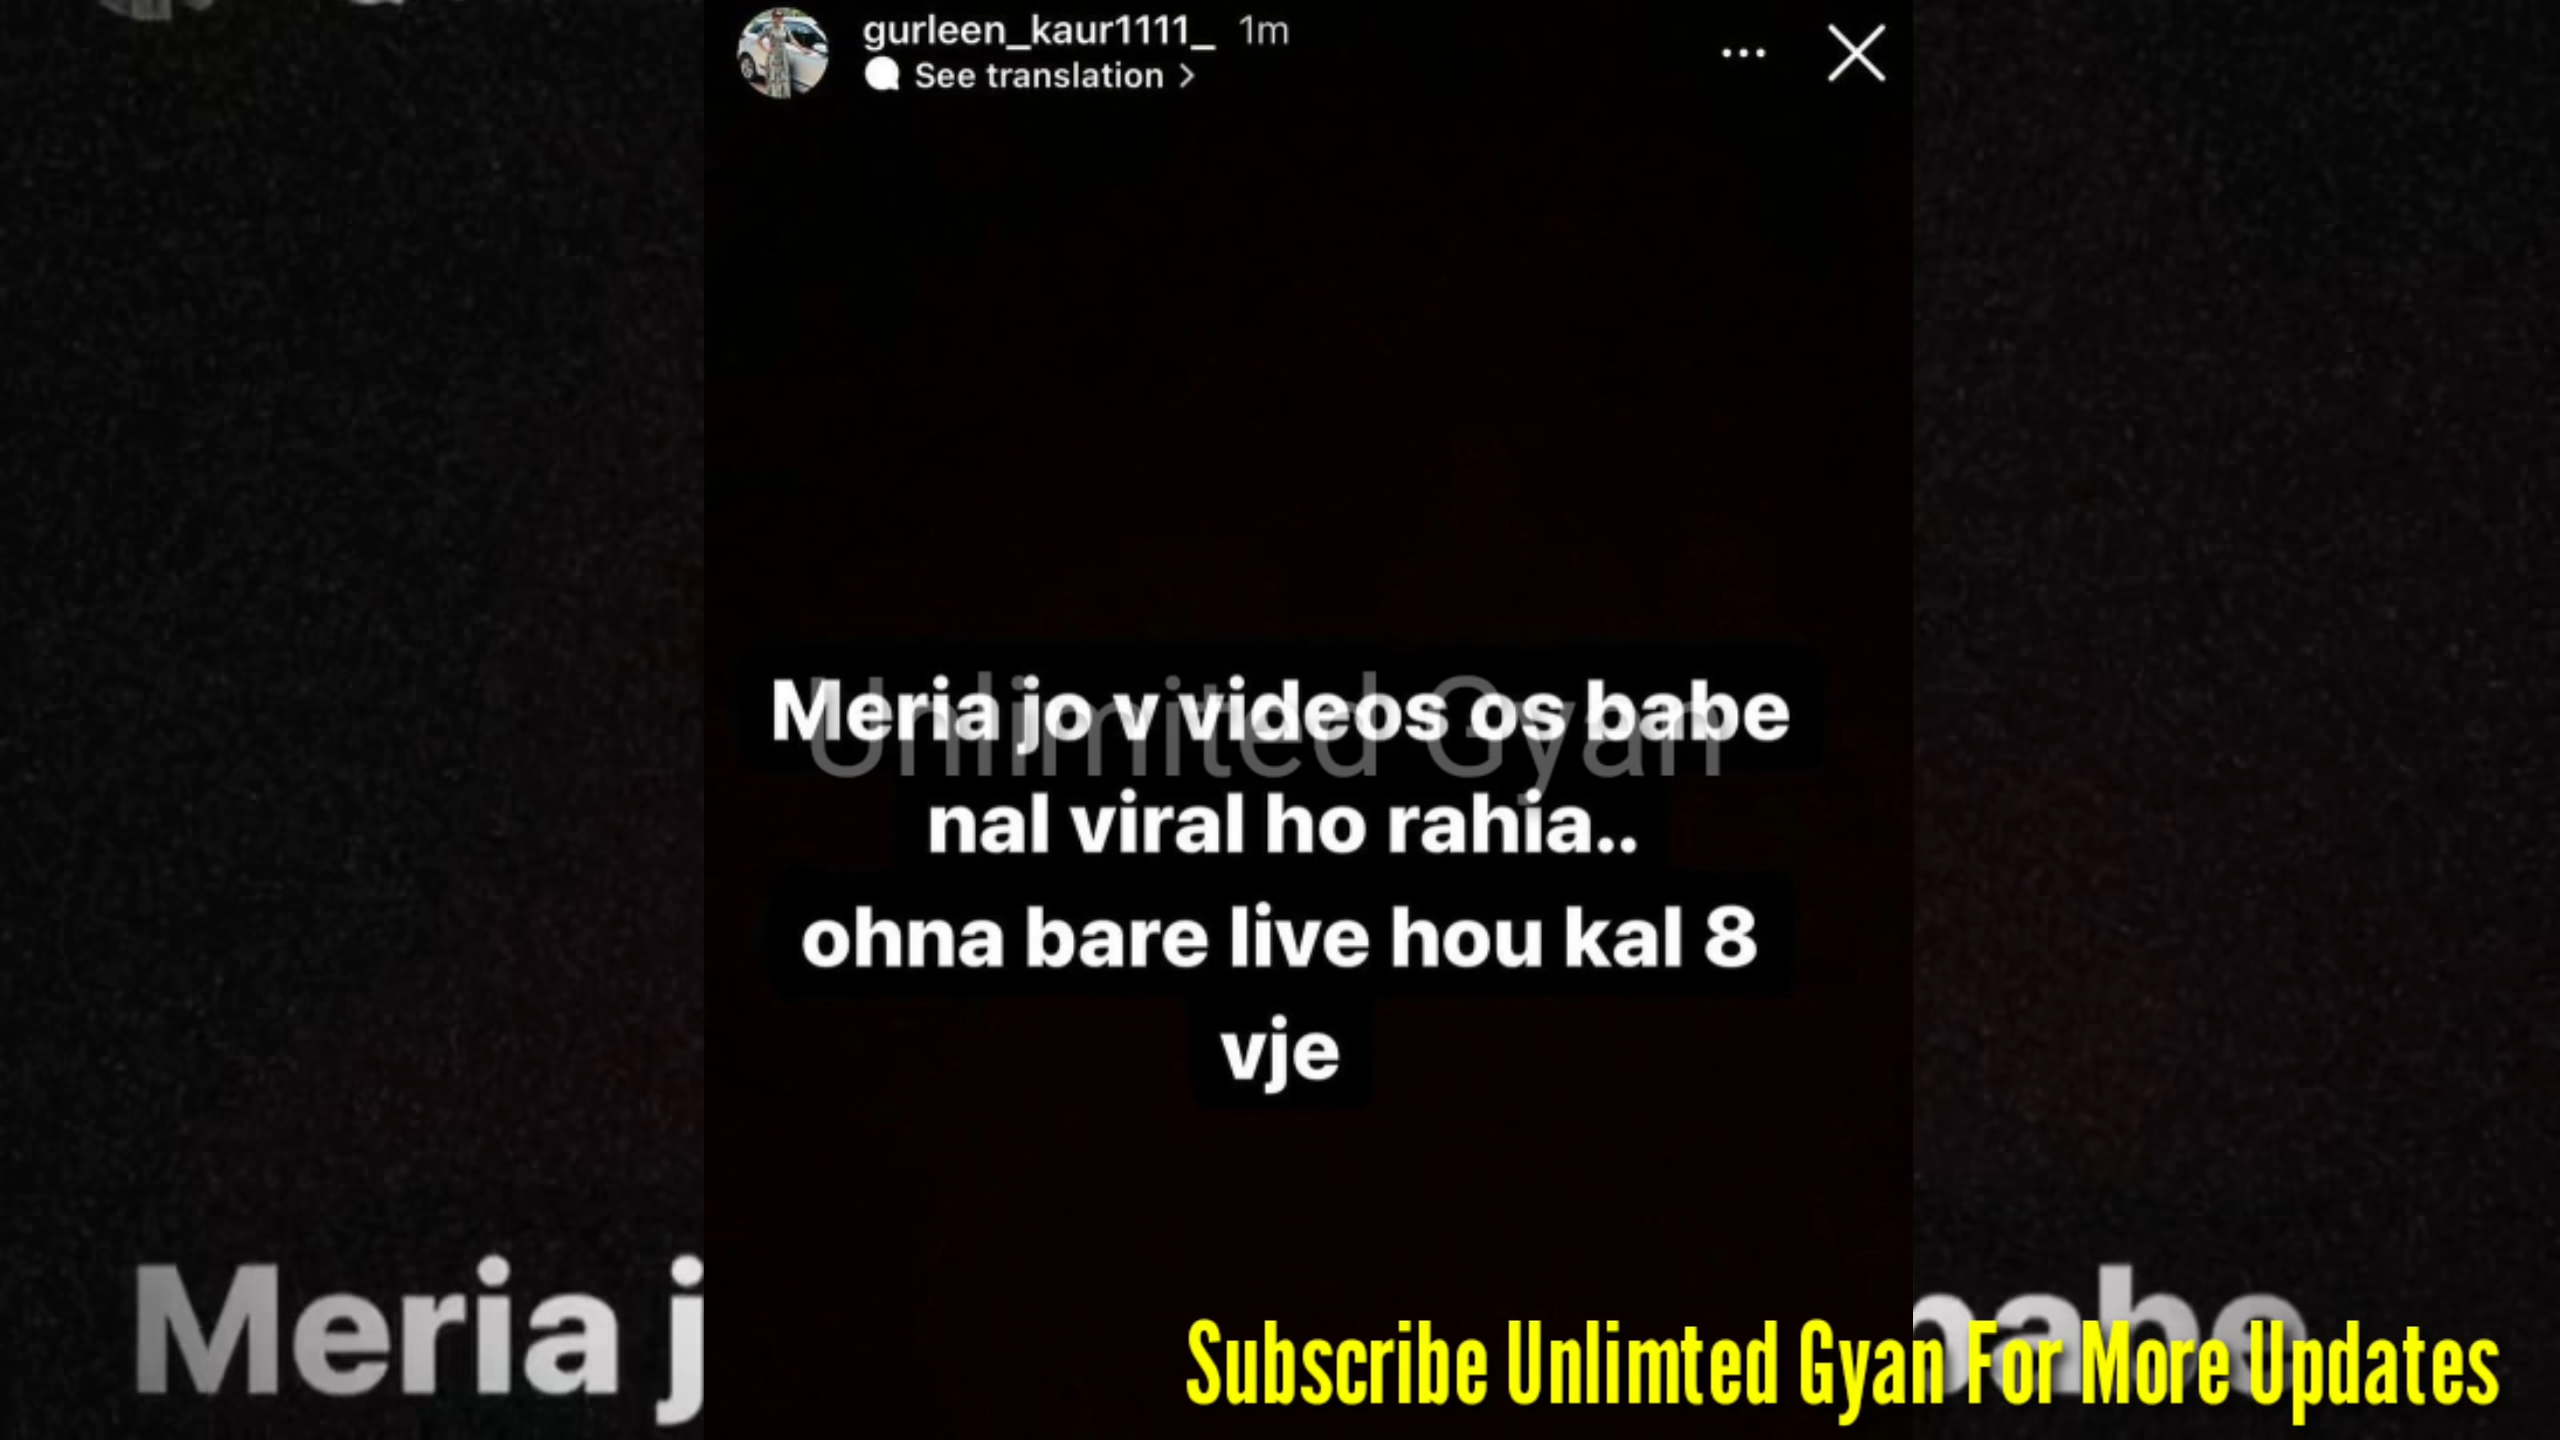 gurleen_kaur1111_ 1m
See translation >
Meria jo v videos os babe
Unlimited Gyan
nal viral ho rahia..
ohna bare live hou kal 8
vje
Meria j
babe
Subscribe Unlimted Gyan For More Updates